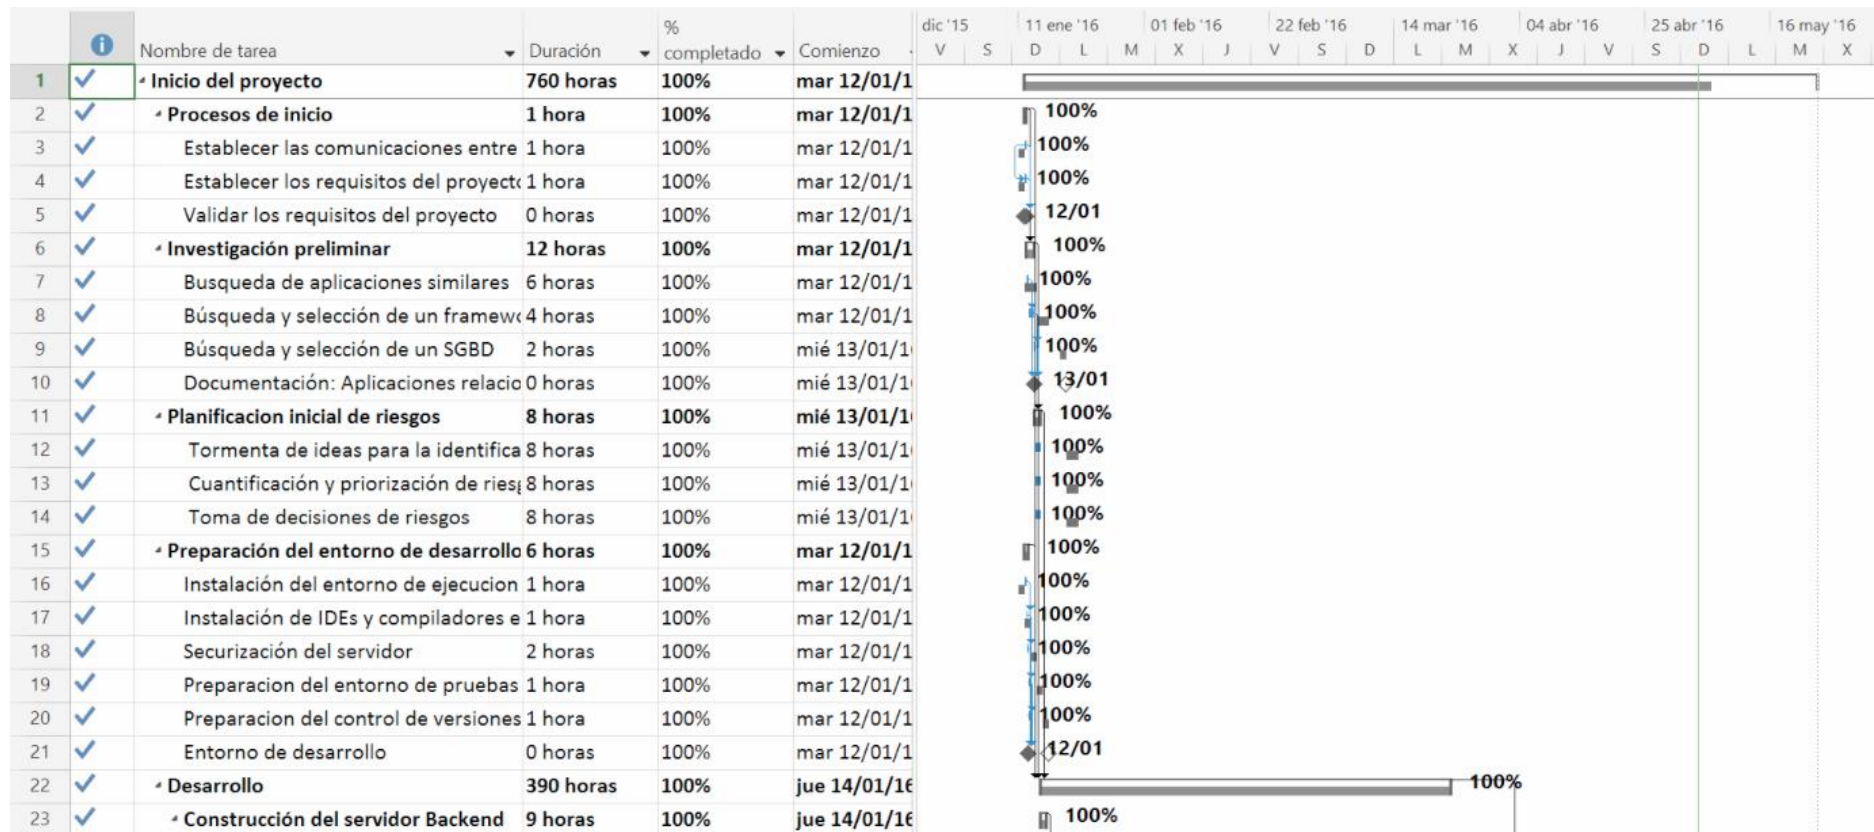 %
dic '15 11 ene '16 01 feb '16 22 feb '16 14 mar '16 04 abr '16 25 abr '16 16 may '16
Nombre de tarea Duración completado Comienzo V S D L M X J V S D L M X J V S D L M X
1 Inicio del proyecto 760 horas 100% mar 12/01/1
2 Procesos de inicio 1 hora 100% mar 12/01/1 100%
3 Establecer las comunicaciones entre 1 hora 100% mar 12/01/1 100%
4 Establecer los requisitos del proyecto 1 hora 100% mar 12/01/1 100%
5 Validar los requisitos del proyecto 0 horas 100% mar 12/01/1 12/01
6 Investigación preliminar 12 horas 100% mar 12/01/1 100%
7 Busqueda de aplicaciones similares 6 horas 100% mar 12/01/1 100%
8 Búsqueda y selección de un framewo 4 horas 100% mar 12/01/1 100%
9 Búsqueda y selección de un SGBD 2 horas 100% mié 13/01/1 100%
10 Documentación: Aplicaciones relacio 0 horas 100% mié 13/01/1 13/01
11 Planificacion inicial de riesgos 8 horas 100% mié 13/01/1 100%
12 Tormenta de ideas para la identifica 8 horas 100% mié 13/01/1 100%
13 Cuantificación y priorización de riesg 8 horas 100% mié 13/01/1 100%
14 Toma de decisiones de riesgos 8 horas 100% mié 13/01/1 100%
15 Preparación del entorno de desarrollo 6 horas 100% mar 12/01/1 100%
16 Instalación del entorno de ejecucion 1 hora 100% mar 12/01/1 100%
17 Instalación de IDEs y compiladores e 1 hora 100% mar 12/01/1 100%
18 Securización del servidor 2 horas 100% mar 12/01/1 100%
19 Preparacion del entorno de pruebas 1 hora 100% mar 12/01/1 100%
20 Preparacion del control de versiones 1 hora 100% mar 12/01/1 100%
21 Entorno de desarrollo 0 horas 100% mar 12/01/1 12/01
22 Desarrollo 390 horas 100% jue 14/01/16 100%
23 Construcción del servidor Backend 9 horas 100% jue 14/01/16 100%